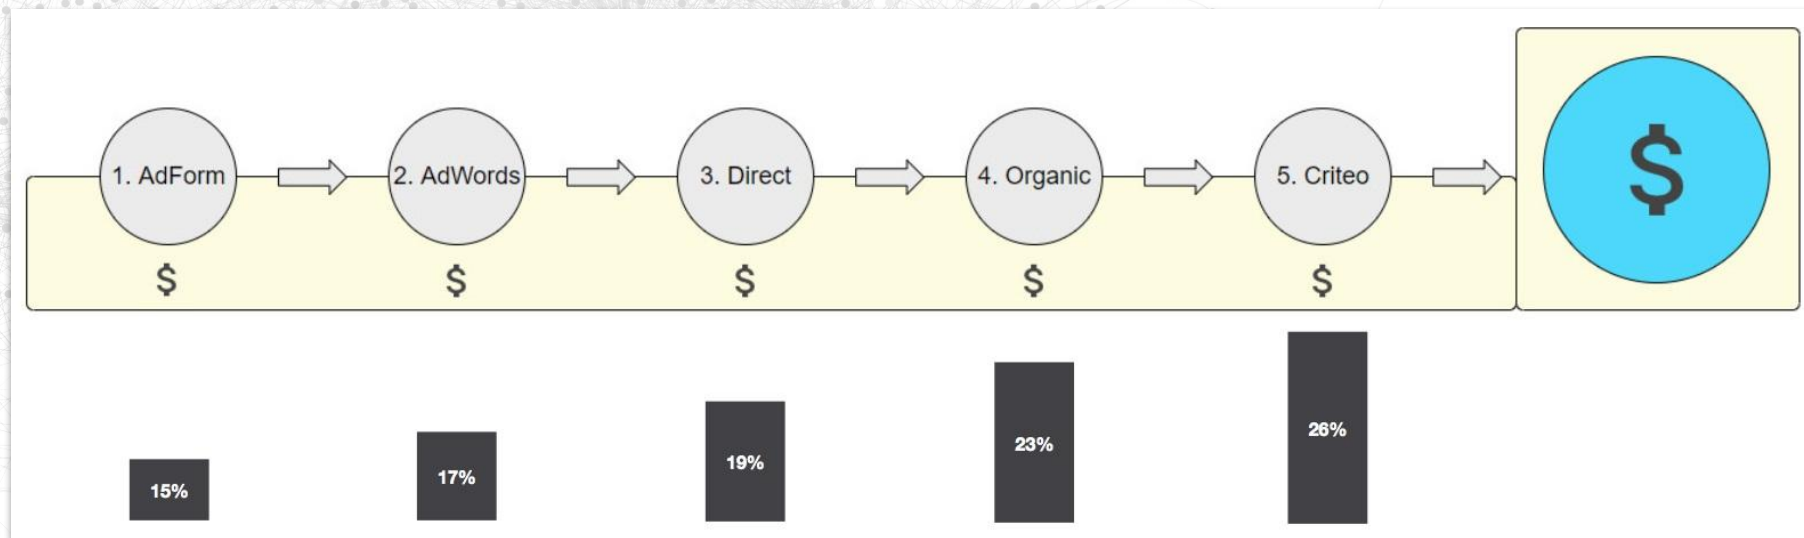 1. AdForm
2. AdWords
3. Direct
4. Organic
5. Criteo
$
$
$
$
$
$
15%
17%
19%
23%
26%